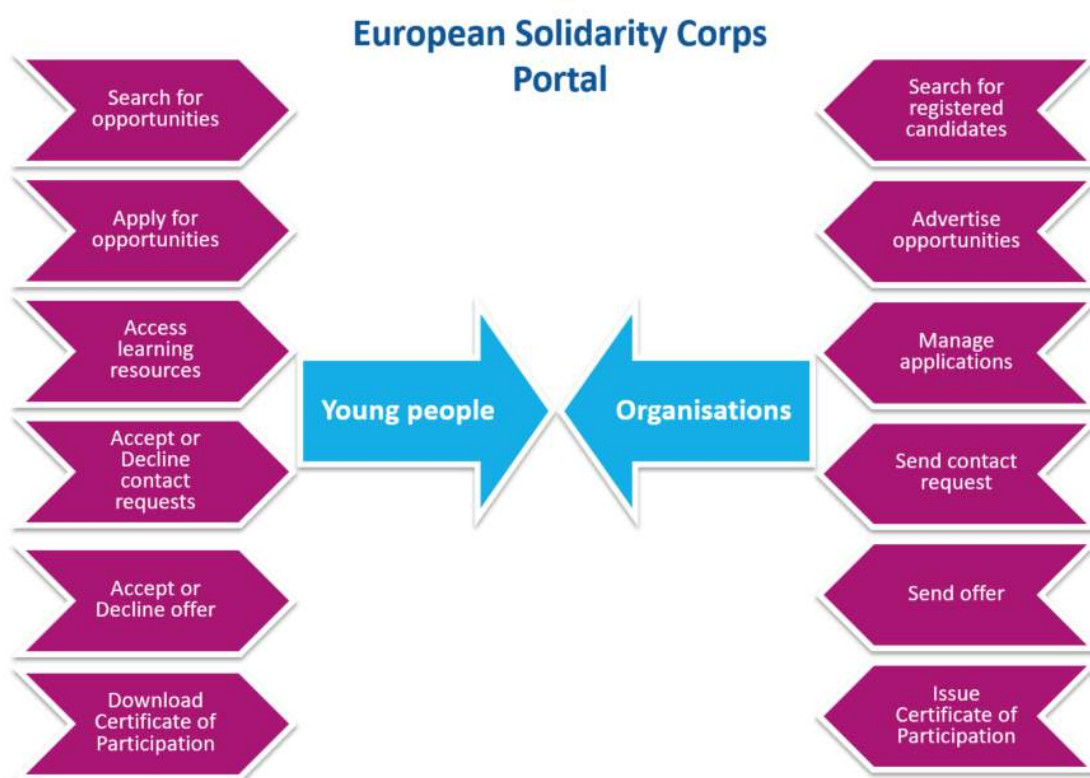 European Solidarity Corps
Portal
Search for
opportunities
Apply for
opportunities
Access
learning
resources
Accept or
Decline
contact
requests
Accept or
Decline offer
Download
Certificate of
Participation
Young people
Organisations
Search for
registered
candidates
Advertise
opportunities
Manage
applications
Send contact
request
Send offer
Issue
Certificate of
Participation